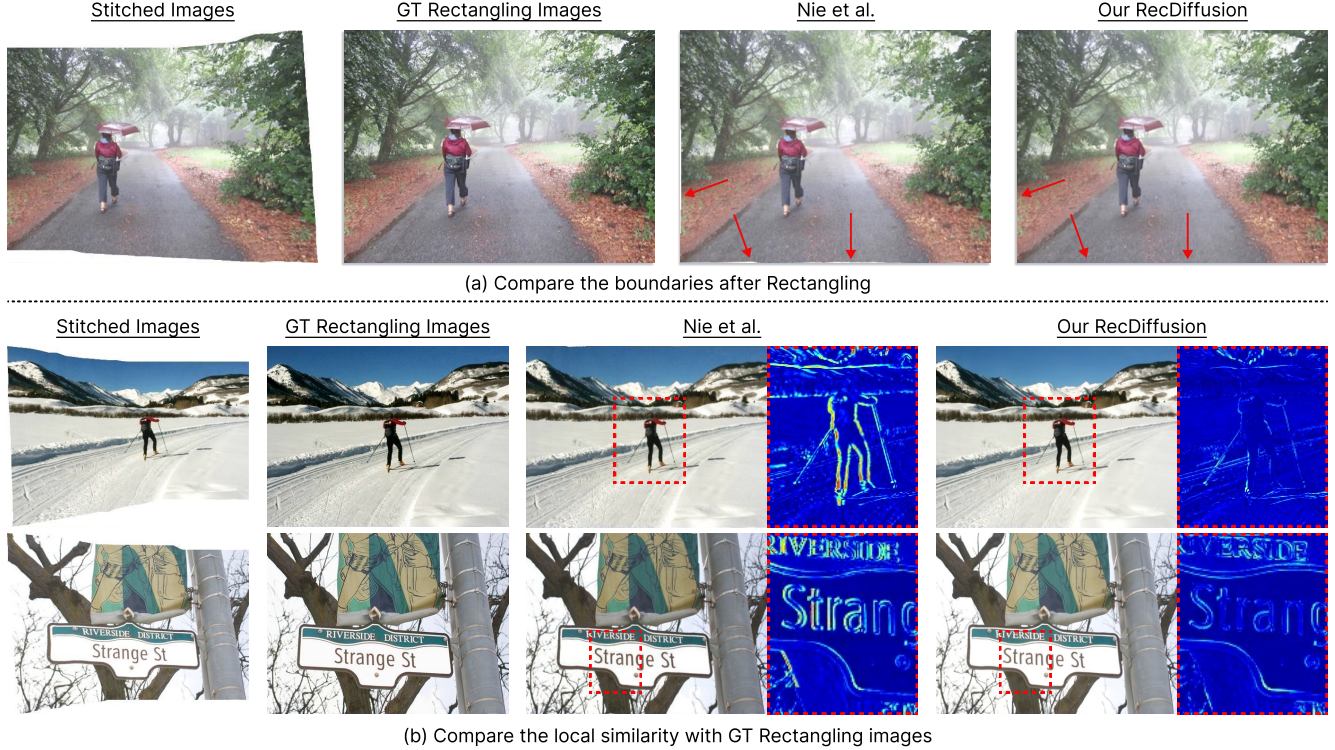 Stitched Images
GT Rectangling Images
Nie et al.
Our RecDiffusion
(a) Compare the boundaries after Rectangling
Stitched Images
GT Rectangling Images
Nie et al.
Our RecDiffusion
RIVERSIDE DISTRICT
Strange St
RIVERSIDE DISTRICT
Strange St
RIVERSIDE DISTRICT
Strange St
RIVERSIDE
Strang
RIVERSIDE DISTRICT
Strange St
RIVERSIDE
Strang
(b) Compare the local similarity with GT Rectangling images